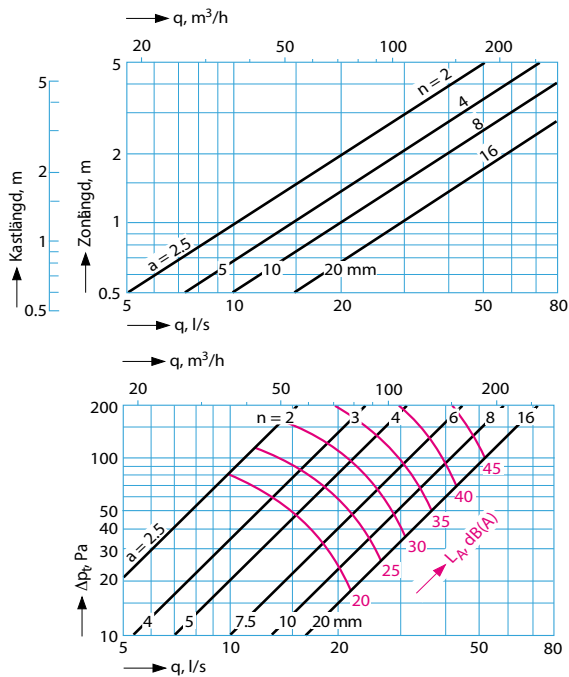 q, m³/h
20 50 100 200
5
2
1
0.5
Kastlängd, m
5
2
1
0.5
Zonlängd, m
n = 2
4
8
16
a = 2.5
5
10
20 mm
5 10 20 50 80
q, l/s
q, m³/h
20 50 100 200
200
100
50
40
30
20
10
Δpt, Pa
n = 2 3 4 6 8 16
a = 2.5
4 5 7.5 10 20 mm
45
40
35
30
25
20
LA, dB(A)
5 10 20 50 80
q, l/s